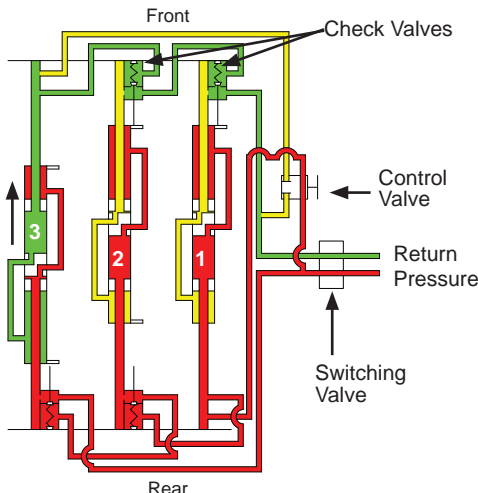 Front
Check Valves
Control
Valve
3
2
1
Return
Pressure
Switching
Valve
Rear